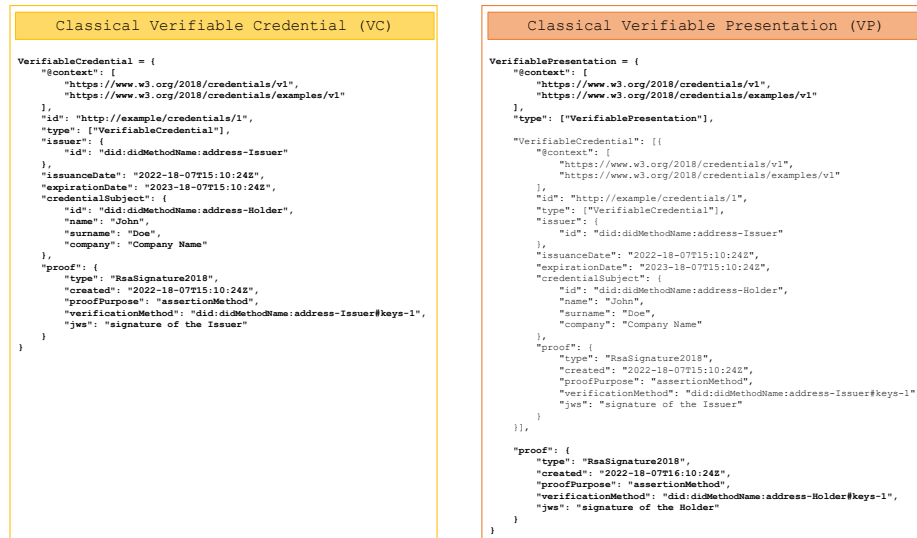 Classical Verifiable Credential (VC)
VerifiableCredential = {
"@context": [
"https://www.w3.org/2018/credentials/v1",
"https://www.w3.org/2018/credentials/examples/v1"
],
"id": "http://example/credentials/1",
"type": ["VerifiableCredential"],
"issuer": {
"id": "did:didMethodName:address-Issuer"
},
"issuanceDate": "2022-18-07T15:10:24Z",
"expirationDate": "2023-18-07T15:10:24Z",
"credentialSubject": {
"id": "did:didMethodName:address-Holder",
"name": "John",
"surname": "Doe",
"company": "Company Name"
},
"proof": {
"type": "RsaSignature2018",
"created": "2022-18-07T15:10:24Z",
"proofPurpose": "assertionMethod",
"verificationMethod": "did:didMethodName:address-Issuer#keys-1",
"jws": "signature of the Issuer"
}
}
Classical Verifiable Presentation (VP)
VerifiablePresentation = {
"@context": [
"https://www.w3.org/2018/credentials/v1",
"https://www.w3.org/2018/credentials/examples/v1"
],
"type": ["VerifiablePresentation"],
"VerifiableCredential": [{
"@context": [
"https://www.w3.org/2018/credentials/v1",
"https://www.w3.org/2018/credentials/examples/v1"
],
"id": "http://example/credentials/1",
"type": ["VerifiableCredential"],
"issuer": {
"id": "did:didMethodName:address-Issuer"
},
"issuanceDate": "2022-18-07T15:10:24Z",
"expirationDate": "2023-18-07T15:10:24Z",
"credentialSubject": {
"id": "did:didMethodName:address-Holder",
"name": "John",
"surname": "Doe",
"company": "Company Name"
},
"proof": {
"type": "RsaSignature2018",
"created": "2022-18-07T15:10:24Z",
"proofPurpose": "assertionMethod",
"verificationMethod": "did:didMethodName:address-Issuer#keys-1"
"jws": "signature of the Issuer"
}
}],
"proof": {
"type": "RsaSignature2018",
"created": "2022-18-07T16:10:24Z",
"proofPurpose": "assertionMethod",
"verificationMethod": "did:didMethodName:address-Holder#keys-1",
"jws": "signature of the Holder"
}
}